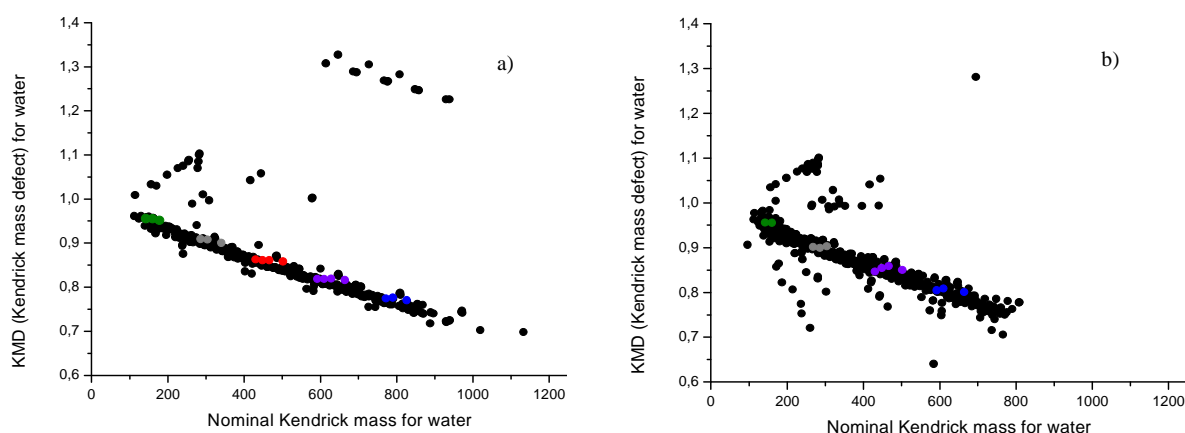 a)
1,4
1,3
1,2
1,1
1,0
0,9
0,8
0,7
0,6
KMD (Kendrick mass defect) for water
0 200 400 600 800 1000 1200
Nominal Kendrick mass for water
b)
1,4
1,3
1,2
1,1
1,0
0,9
0,8
0,7
0,6
KMD (Kendrick mass defect) for water
0 200 400 600 800 1000 1200
Nominal Kendrick mass for water